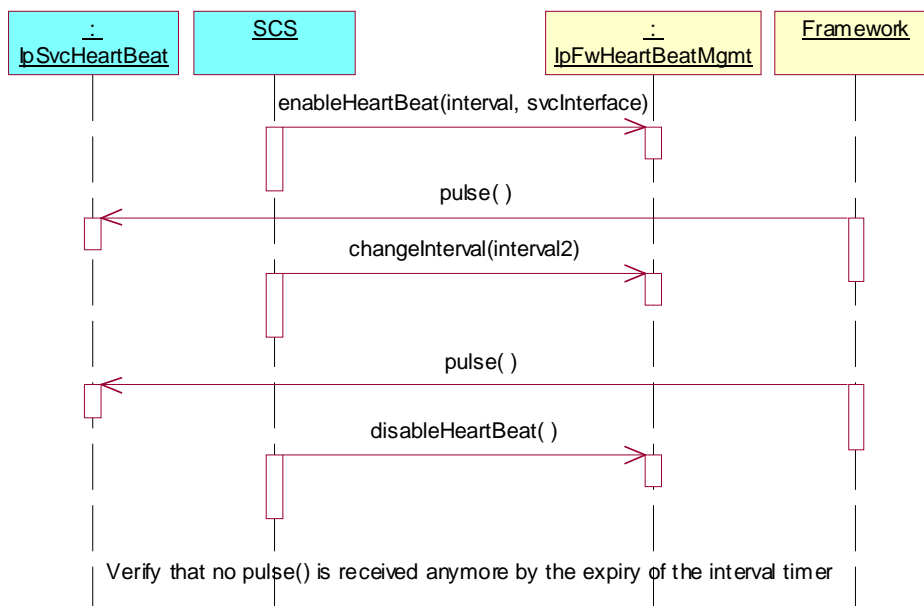 :
IpSvcHeartBeat
SCS
:
IpFwHeartBeatMgmt
Framework
enableHeartBeat(interval, svcInterface)
pulse( )
changeInterval(interval2)
pulse( )
disableHeartBeat( )
Verify that no pulse() is received anymore by the expiry of the interval timer